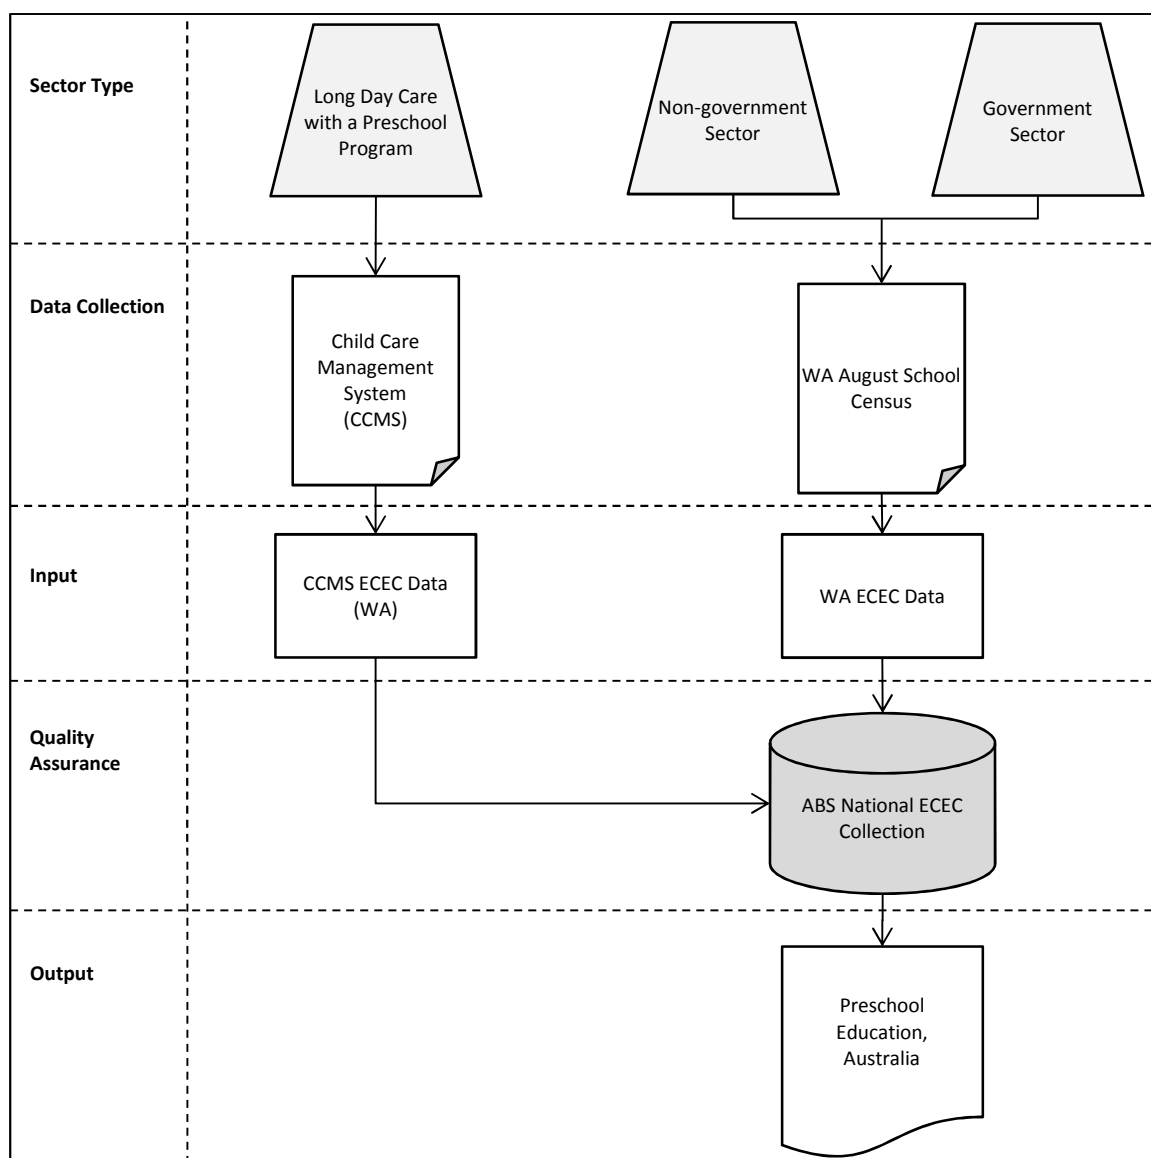 Sector Type
Long Day Care
with a Preschool
Program
Non-government
Sector
Government
Sector
Data Collection
Child Care
Management
System
(CCMS)
WA August School
Census
Input
CCMS ECEC Data
(WA)
WA ECEC Data
Quality
Assurance
ABS National ECEC
Collection
Output
Preschool
Education,
Australia